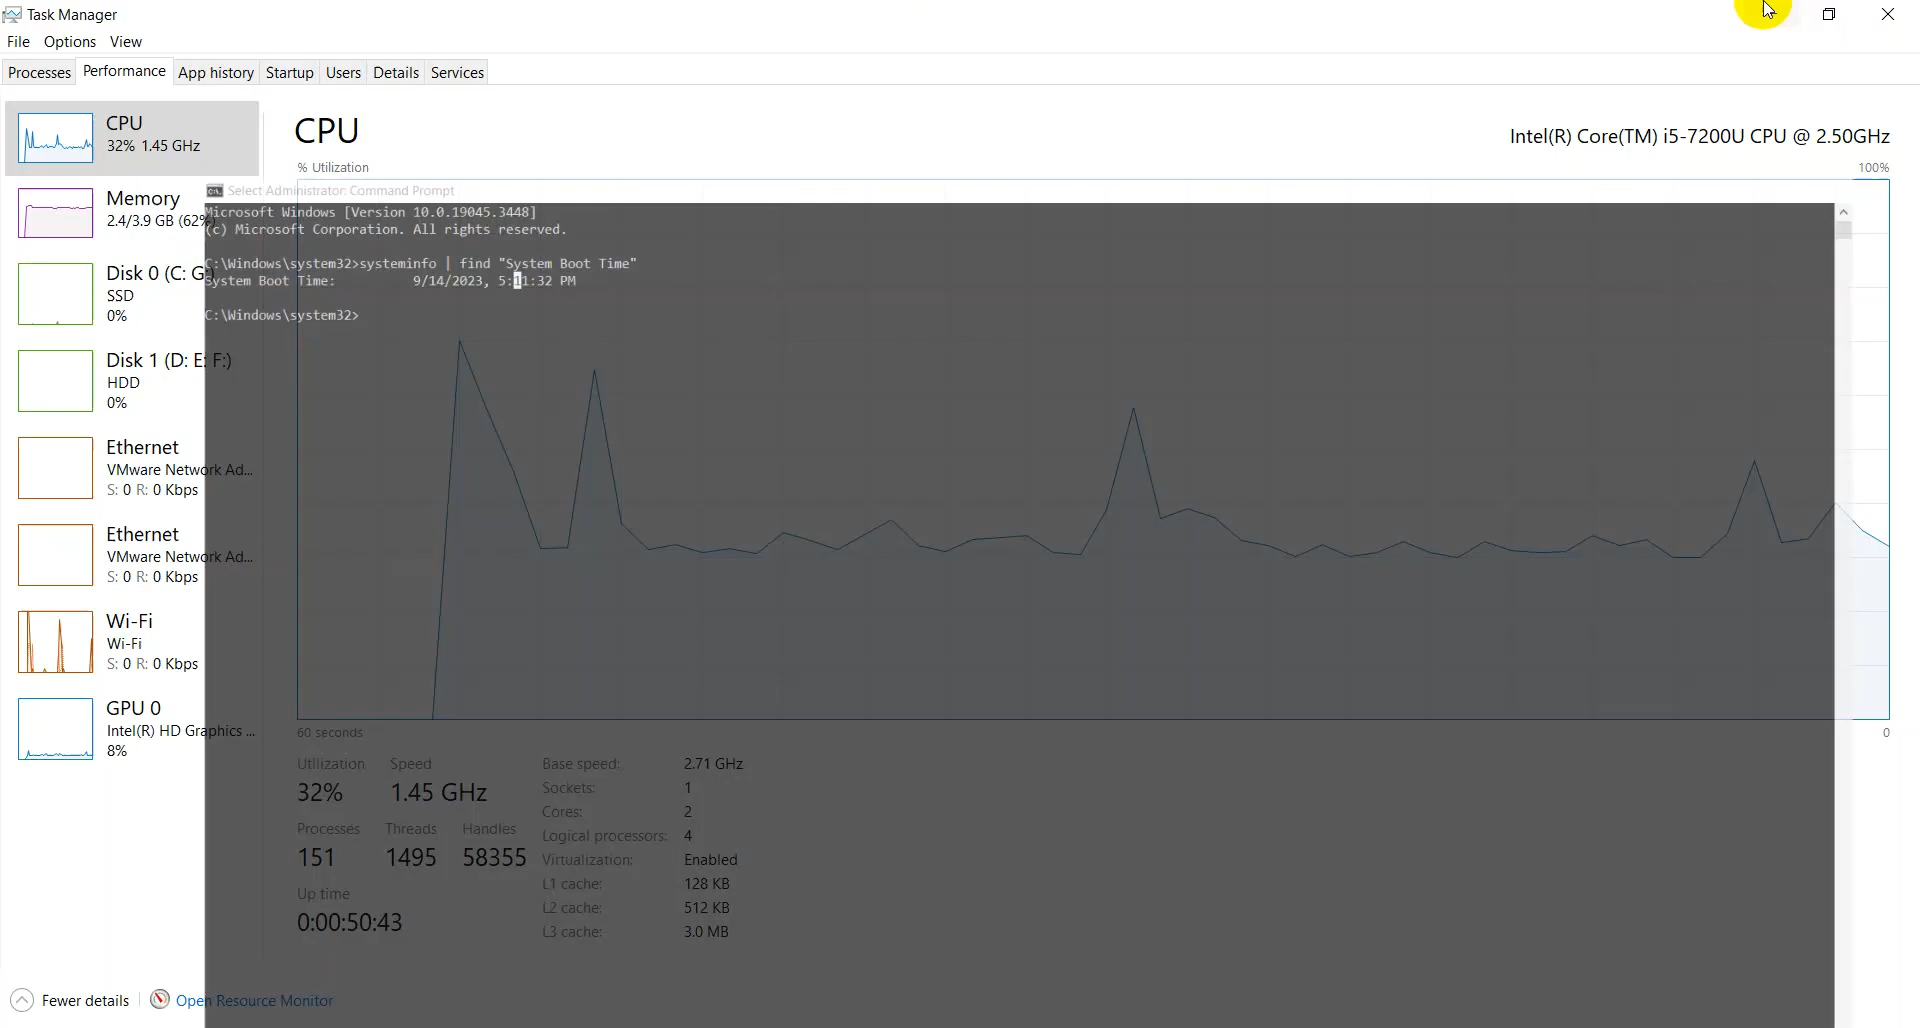 Task Manager
File Options View
Processes Performance App history Startup Users Details Services
CPU
32% 1.45 GHz
Memory
2.4/3.9 GB (62%
Disk 0 (C: G:)
SSD
0%
Disk 1 (D: E: F:)
HDD
0%
Ethernet
VMware Network Ad...
S: 0 R: 0 Kbps
Ethernet
VMware Network Ad...
S: 0 R: 0 Kbps
Wi-Fi
Wi-Fi
S: 0 R: 0 Kbps
GPU 0
Intel(R) HD Graphics ...
8%
CPU
Intel(R) Core(TM) i5-7200U CPU @ 2.50GHz
% Utilization
100%
Select Administrator: Command Prompt
Microsoft Windows [Version 10.0.19045.3448]
(c) Microsoft Corporation. All rights reserved.
C:\Windows\system32>systeminfo | find "System Boot Time"
System Boot Time: 9/14/2023, 5:11:32 PM
C:\Windows\system32>
60 seconds
0
Utilization Speed
32% 1.45 GHz
Processes Threads Handles
151 1495 58355
Up time
0:00:50:43
Base speed: 2.71 GHz
Sockets: 1
Cores: 2
Logical processors: 4
Virtualization: Enabled
L1 cache: 128 KB
L2 cache: 512 KB
L3 cache: 3.0 MB
Fewer details
Open Resource Monitor